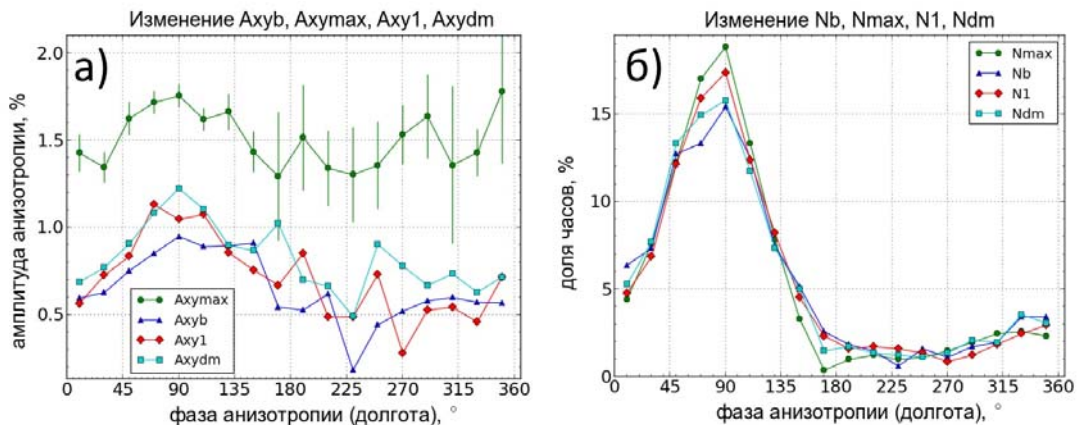 Изменение Axyb, Axymax, Axy1, Axydm
а)
амплитуда анизотропии, %
2.0
1.5
1.0
0.5
Axymax
Axyb
Axy1
Axydm
0 45 90 135 180 225 270 315 360
фаза анизотропии (долгота), °
Изменение Nb, Nmax, N1, Ndm
б)
доля часов, %
15
10
5
0
Nmax
Nb
N1
Ndm
0 45 90 135 180 225 270 315 360
фаза анизотропии (долгота), °